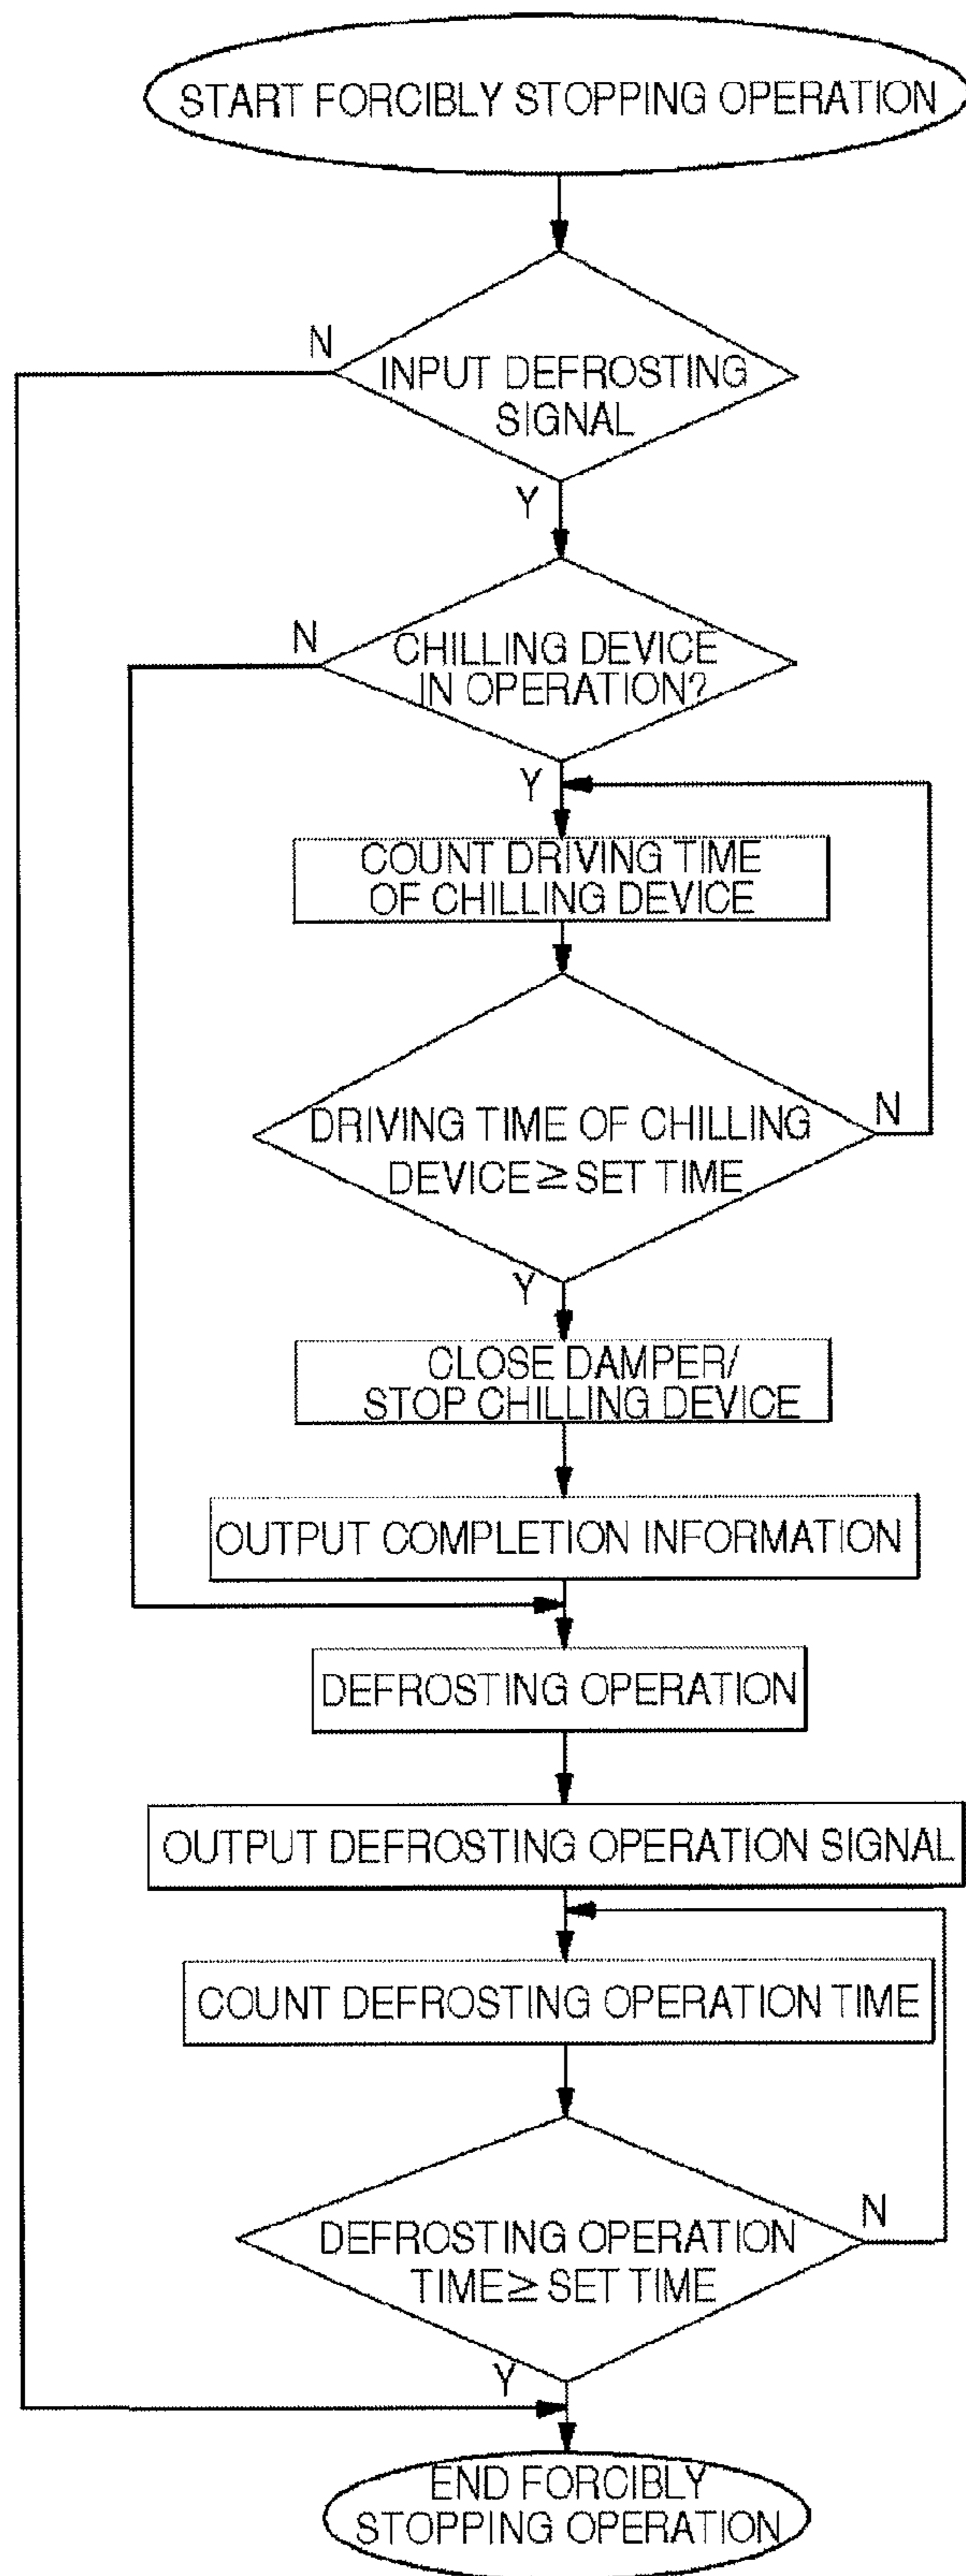 START FORCIBLY STOPPING OPERATION
N
INPUT DEFROSTING
SIGNAL
Y
N
CHILLING DEVICE
IN OPERATION?
Y
COUNT DRIVING TIME
OF CHILLING DEVICE
DRIVING TIME OF CHILLING
DEVICE≥SET TIME
N
Y
CLOSE DAMPER/
STOP CHILLING DEVICE
OUTPUT COMPLETION INFORMATION
DEFROSTING OPERATION
OUTPUT DEFROSTING OPERATION SIGNAL
COUNT DEFROSTING OPERATION TIME
N
DEFROSTING OPERATION
TIME≥SET TIME
Y
END FORCIBLY
STOPPING OPERATION